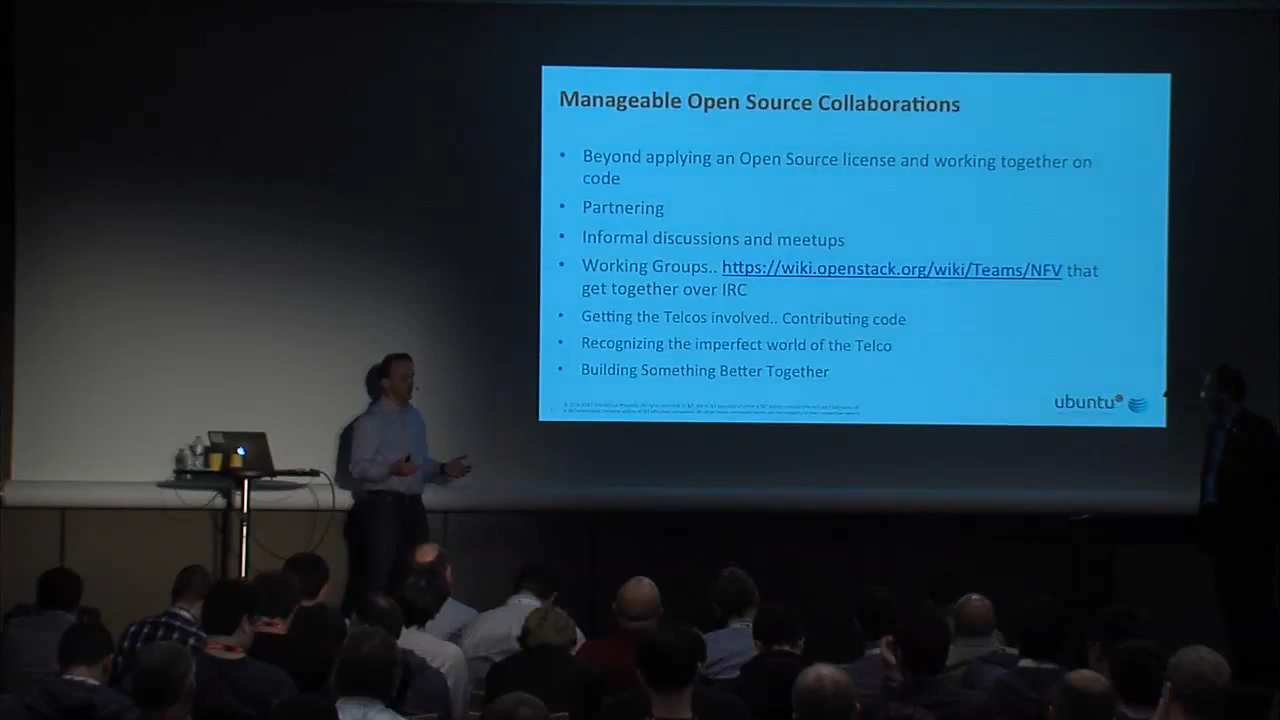 Manageable Open Source Collaborations
• Beyond applying an Open Source license and working together on
code
• Partnering
• Informal discussions and meetups
• Working Groups.. https://wiki.openstack.org/wiki/Teams/NFV that
get together over IRC
• Getting the Telcos involved.. Contributing code
• Recognizing the imperfect world of the Telco
• Building Something Better Together
ubuntu